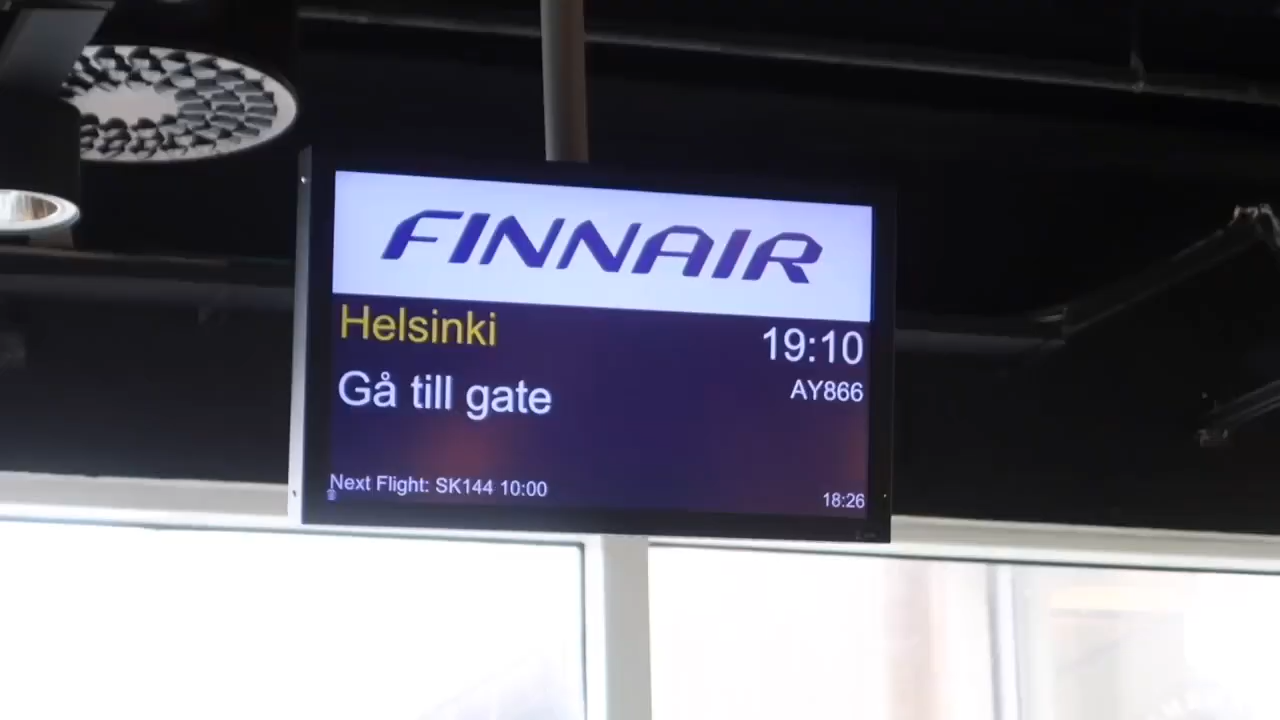 FINNAIR
Helsinki 19:10
Gå till gate AY866
Next Flight: SK144 10:00 18:26